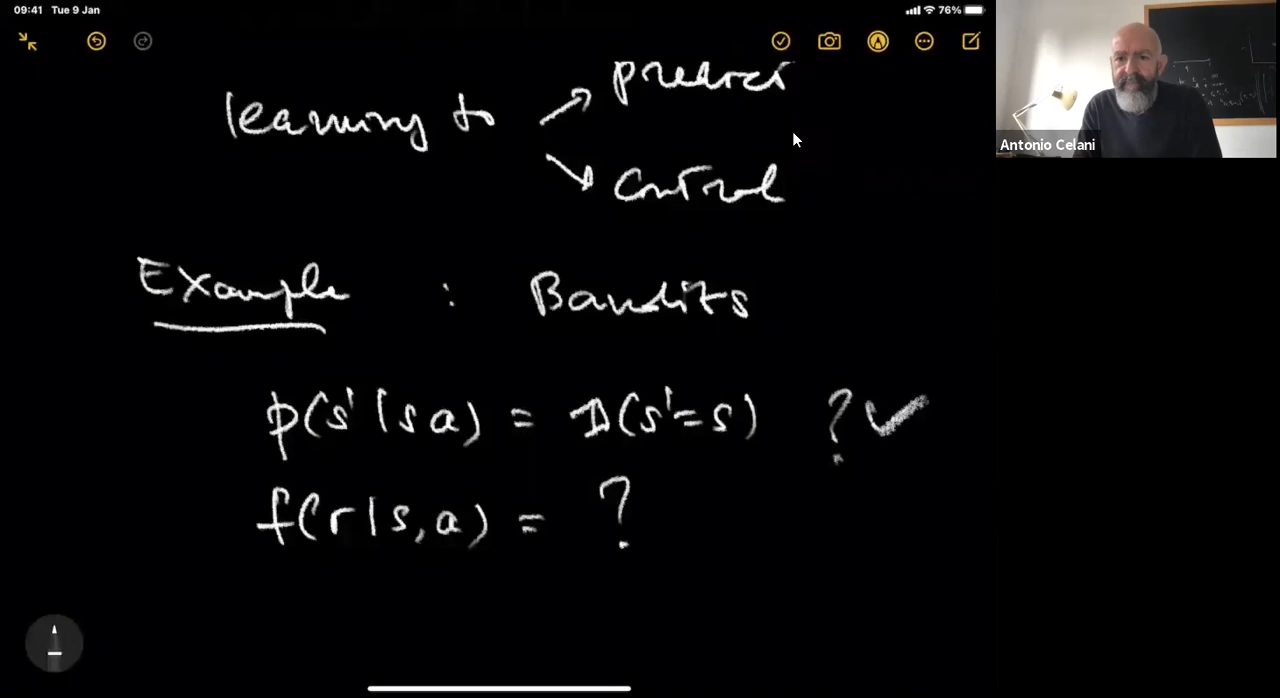 09:41 Tue 9 Jan
76%
Antonio Celani
predict
learning to
control
Example : Bandits
p(s'|s a) = 𝟙(s'=s) ?✓
f(r|s,a) = ?